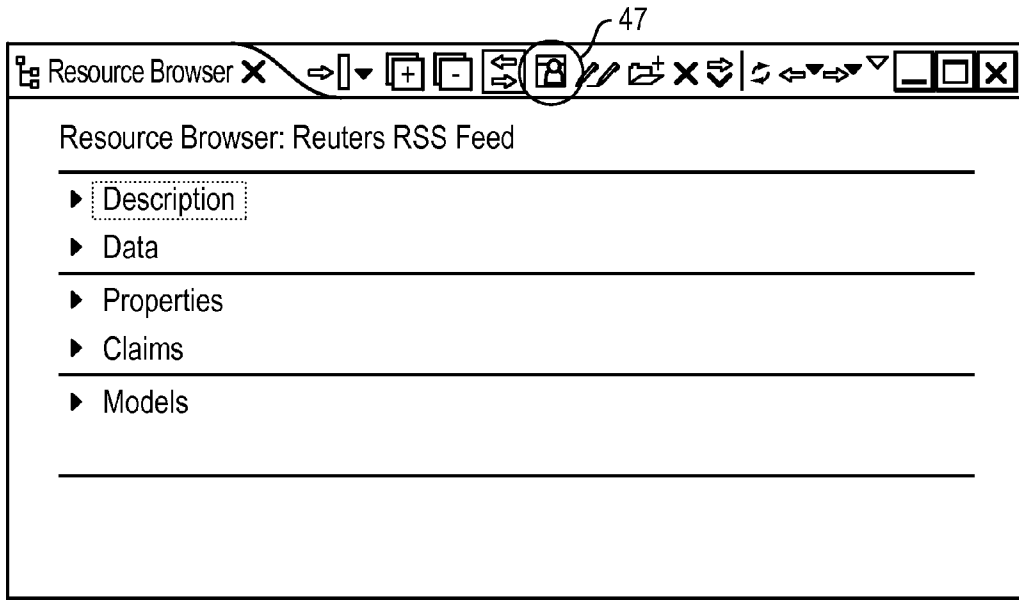 47
Resource Browser
Resource Browser: Reuters RSS Feed
Description
Data
Properties
Claims
Models